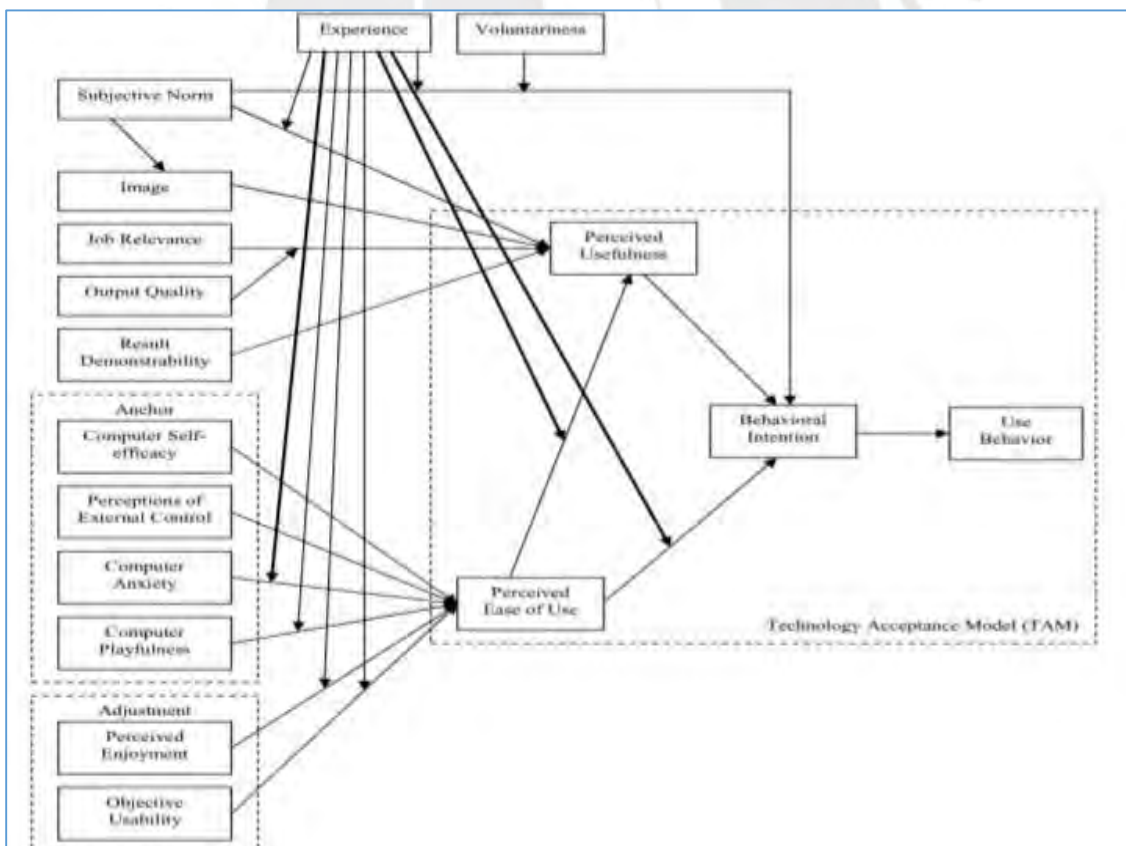 Experience
Voluntariness
Subjective Norm
Image
Job Relevance
Output Quality
Result
Demonstrability
Perceived
Usefulness
Anchor
Computer Self-
efficacy
Perceptions of
External Control
Computer
Anxiety
Computer
Playfulness
Behavioral
Intention
Use
Behavior
Perceived
Ease of Use
Technology Acceptance Model (TAM)
Adjustment
Perceived
Enjoyment
Objective
Usability